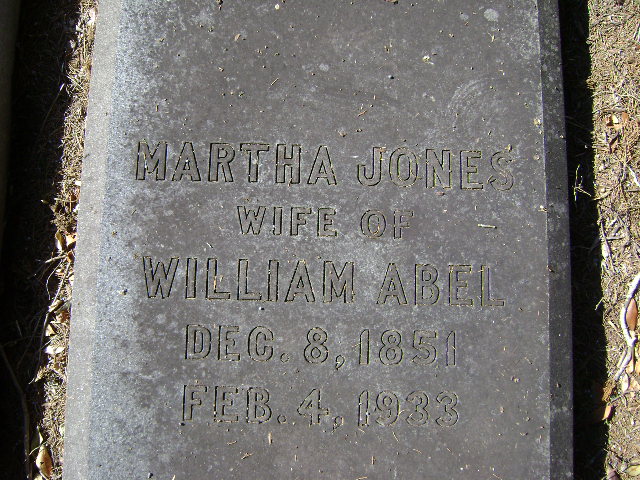 MARTHA JONES
WIFE OF
WILLIAM ABEL
DEC. 8, 1851
FEB. 4, 1933